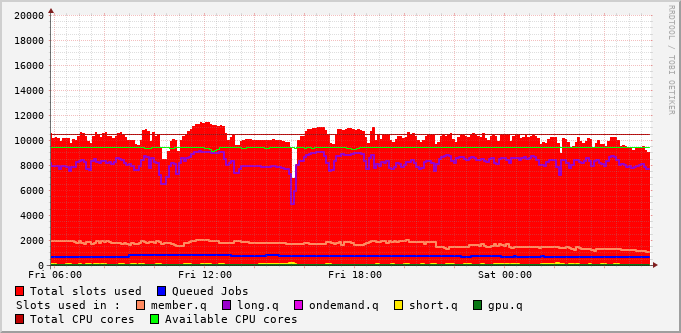 RRDTOOL / TOBI OETIKER
20000
18000
16000
14000
12000
10000
8000
6000
4000
2000
0
Fri 06:00 Fri 12:00 Fri 18:00 Sat 00:00
Total slots used Queued Jobs
Slots used in : member.q long.q ondemand.q short.q gpu.q
Total CPU cores Available CPU cores